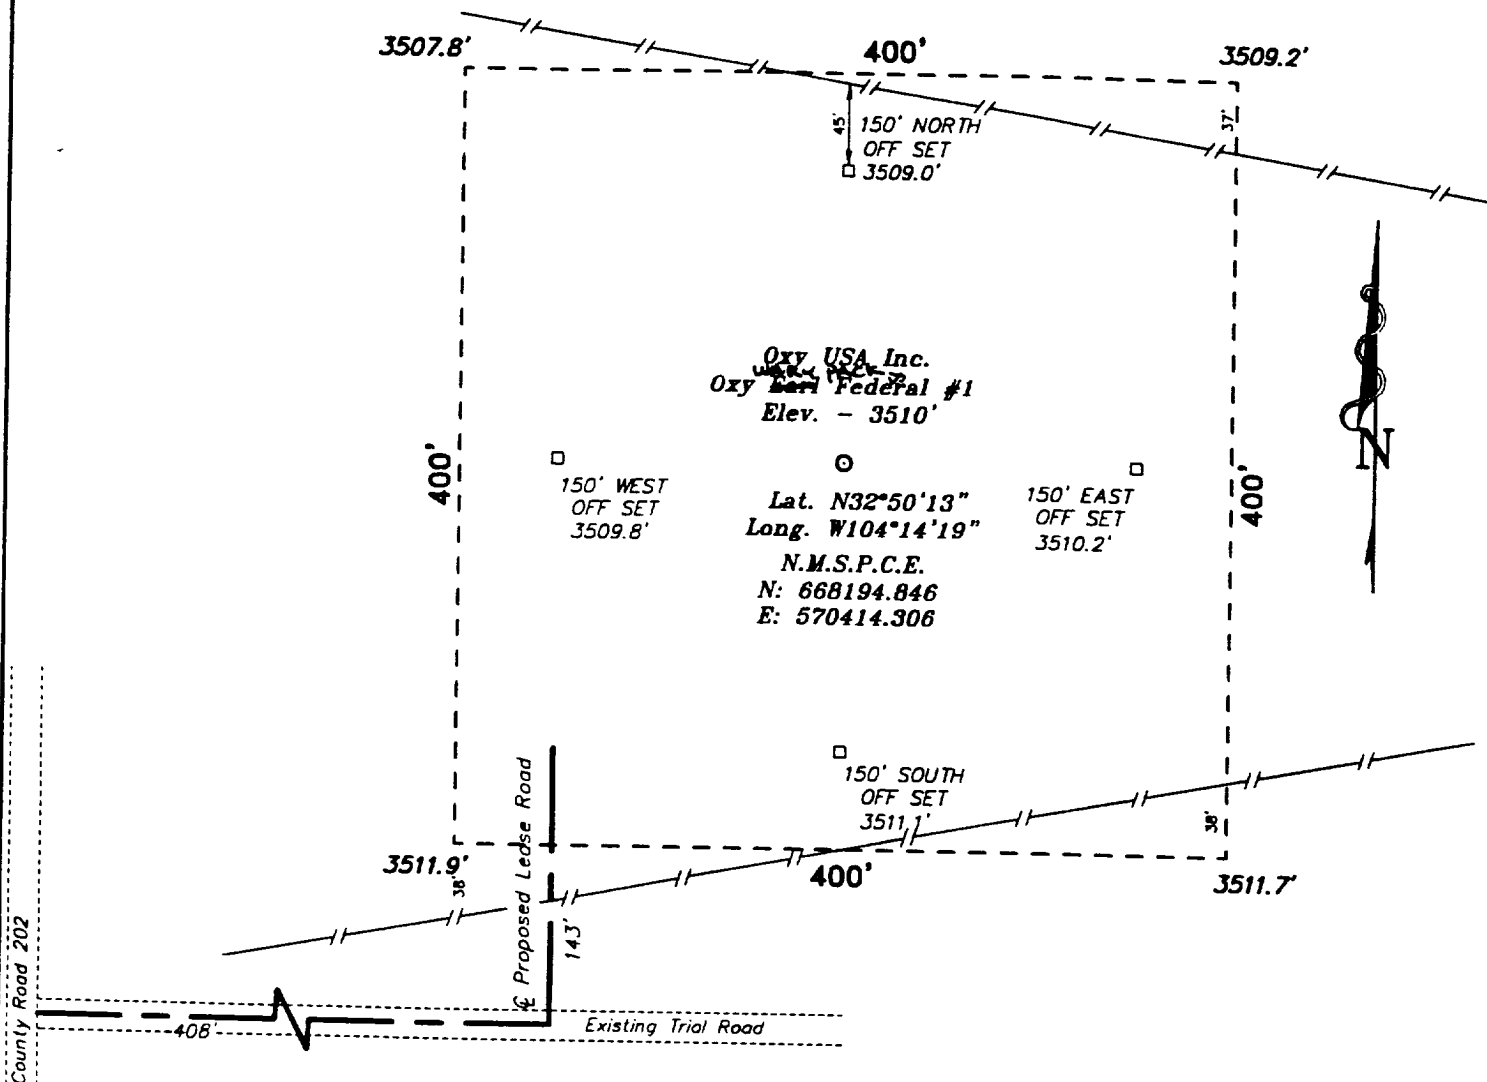 3507.8'
400'
3509.2'
45'
150' NORTH
OFF SET
3509.0'
37'
Oxy USA Inc.
Oxy Federal #1
Elev. - 3510'
N
400'
150' WEST
OFF SET
3509.8'
Lat. N32°50'13"
Long. W104°14'19"
N.M.S.P.C.E.
N: 668194.846
E: 570414.306
150' EAST
OFF SET
3510.2'
400'
150' SOUTH
OFF SET
3511.1'
38'
3511.9'
38'
400'
3511.7'
℄ Proposed Lease Road
143'
County Road 202
408'
Existing Trial Road